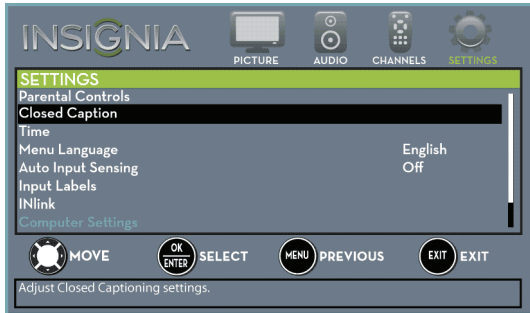 INSIGNIA
PICTURE AUDIO CHANNELS SETTINGS
SETTINGS
Parental Controls
Closed Caption
Time
Menu Language English
Auto Input Sensing Off
Input Labels
INlink
Computer Settings
MOVE OK ENTER SELECT MENU PREVIOUS EXIT EXIT
Adjust Closed Captioning settings.